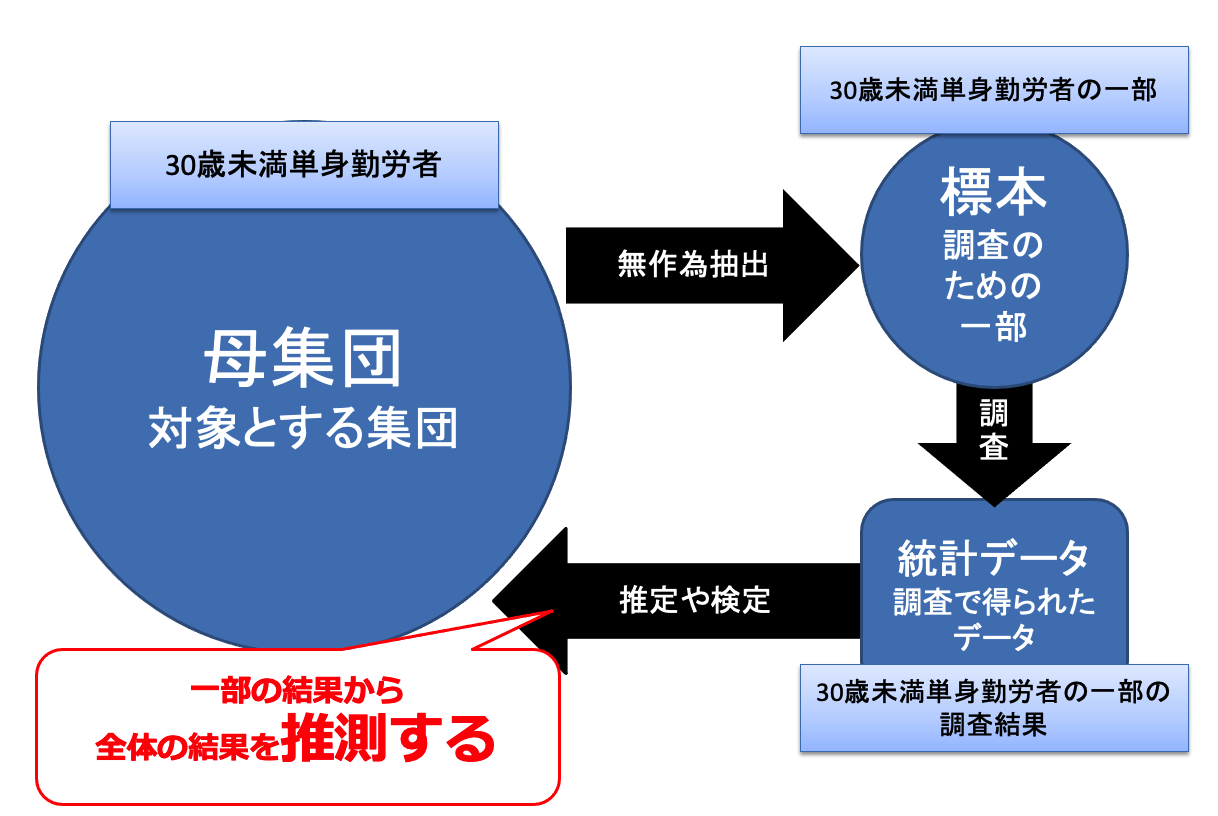 30歳未満単身勤労者
母集団
対象とする集団
無作為抽出
30歳未満単身勤労者の一部
標本
調査の
ための
一部
調
査
統計データ
調査で得られた
データ
30歳未満単身勤労者の一部の
調査結果
推定や検定
一部の結果から
全体の結果を推測する